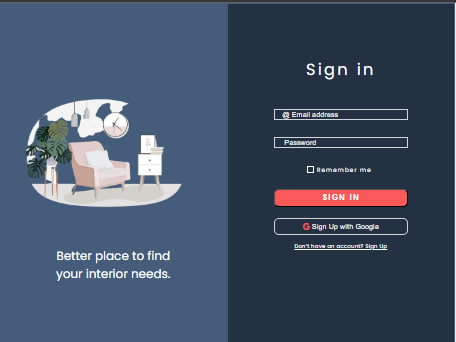 Sign in
@ Email address
Password
Remember me
SIGN IN
G Sign Up with Google
Don't have an account? Sign Up
Better place to find
your interior needs.